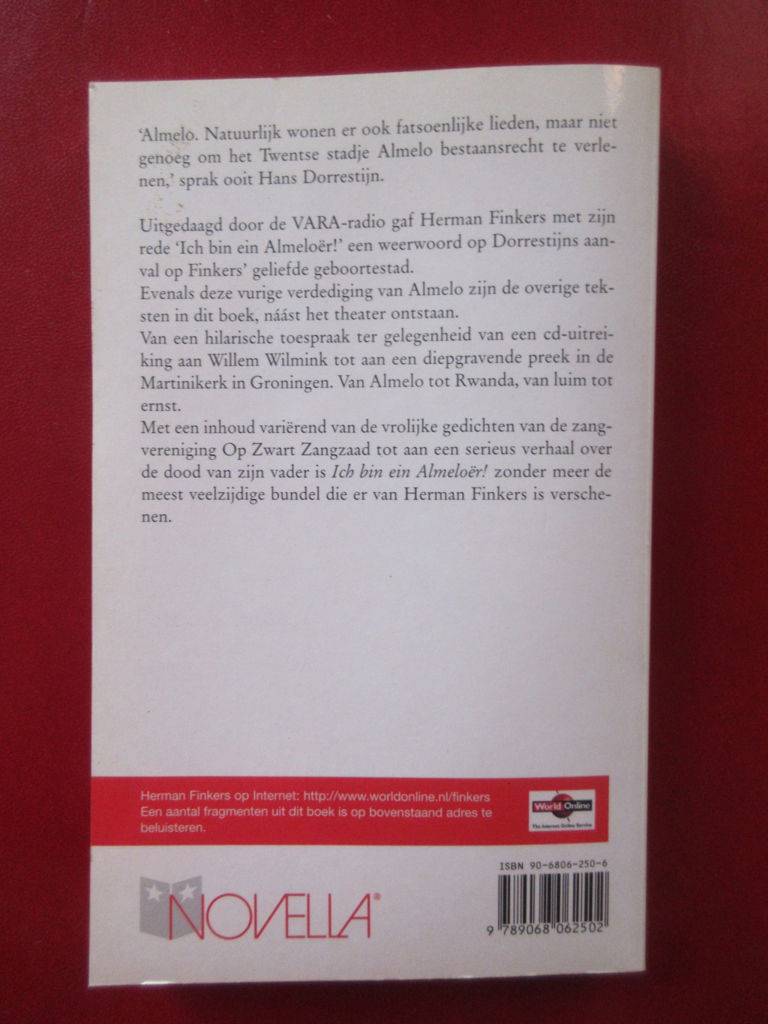 ‘Almelo. Natuurlijk wonen er ook fatsoenlijke lieden, maar niet
genoeg om het Twentse stadje Almelo bestaansrecht te verle-
nen,’ sprak ooit Hans Dorrestijn.
Uitgedaagd door de VARA-radio gaf Herman Finkers met zijn
rede ‘Ich bin ein Almeloër!’ een weerwoord op Dorrestijns aan-
val op Finkers’ geliefde geboortestad.
Evenals deze vurige verdediging van Almelo zijn de overige tek-
sten in dit boek, náást het theater ontstaan.
Van een hilarische toespraak ter gelegenheid van een cd-uitrei-
king aan Willem Wilmink tot aan een diepgravende preek in de
Martinikerk in Groningen. Van Almelo tot Rwanda, van luim tot
ernst.
Met een inhoud variërend van de vrolijke gedichten van de zang-
vereniging Op Zwart Zangzaad tot aan een serieus verhaal over
de dood van zijn vader is Ich bin ein Almeloër! zonder meer de
meest veelzijdige bundel die er van Herman Finkers is versche-
nen.
Herman Finkers op Internet: http://www.worldonline.nl/finkers
Een aantal fragmenten uit dit boek is op bovenstaand adres te
beluisteren.
World Online
The Internet Online Service
ISBN 90-6806-250-6
NOVELLA®
9 789068 062502